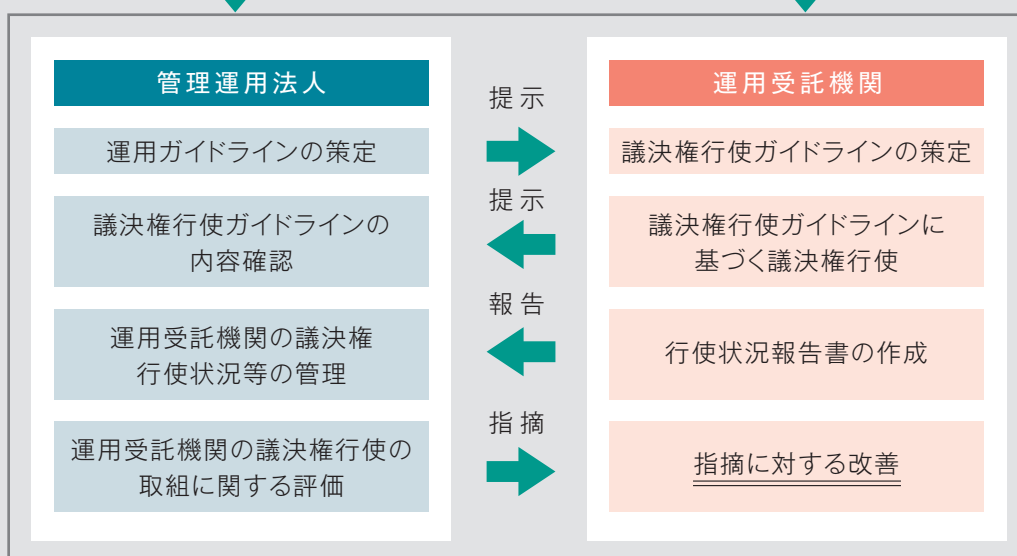 管理運用法人
運用ガイドラインの策定
議決権行使ガイドラインの
内容確認
運用受託機関の議決権
行使状況等の管理
運用受託機関の議決権行使の
取組に関する評価
提示
提示
報告
指摘
運用受託機関
議決権行使ガイドラインの策定
議決権行使ガイドラインに
基づく議決権行使
行使状況報告書の作成
指摘に対する改善